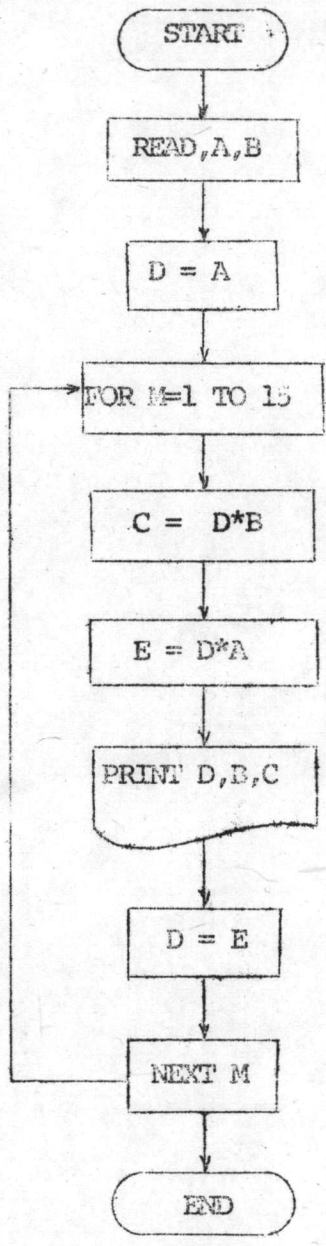 START
READ,A,B
D = A
FOR M=1 TO 15
C = D*B
E = D*A
PRINT D,B,C
D = E
NEXT M
END